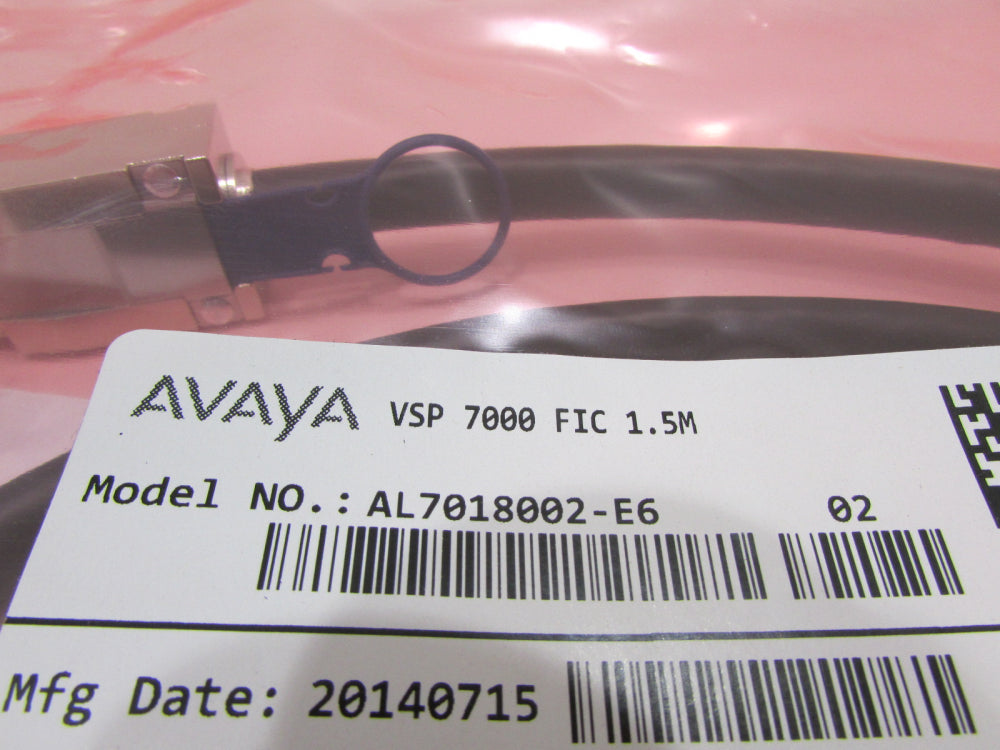 AVAYA VSP 7000 FIC 1.5M
Model NO.: AL7018002-E6 02
Mfg Date: 20140715